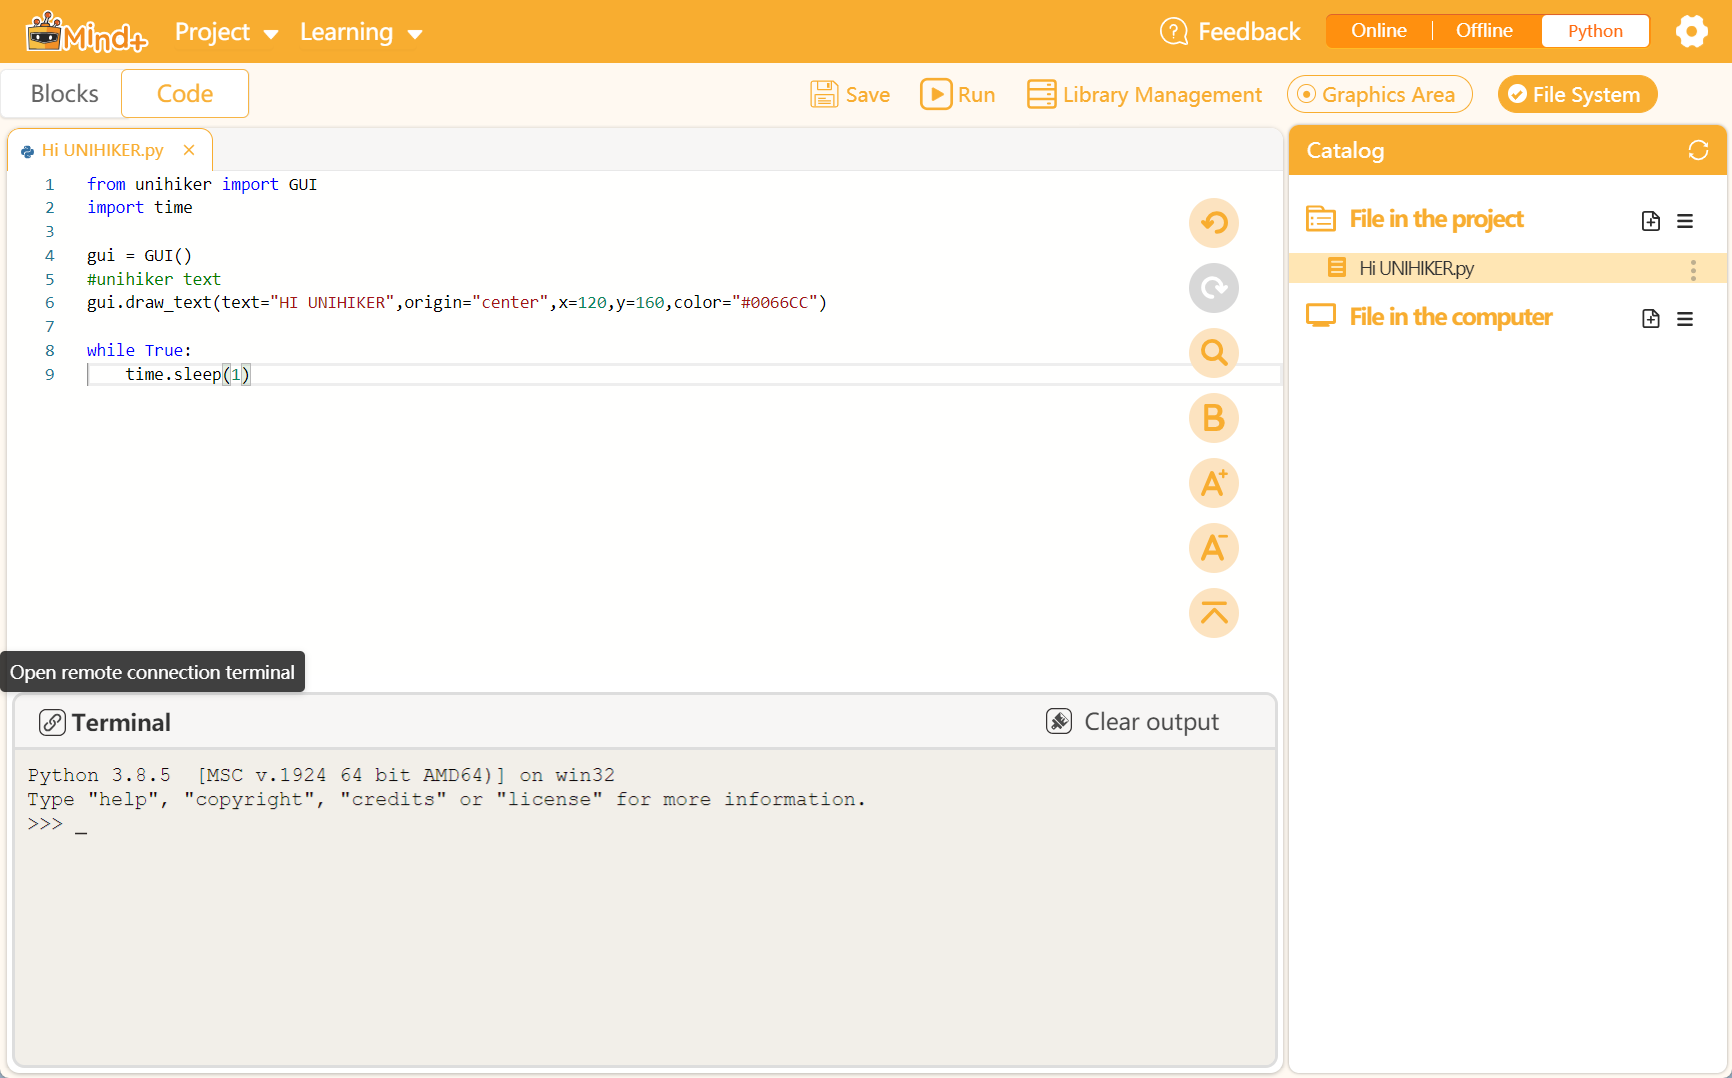 Mind+ Project Learning Feedback Online Offline Python
Blocks Code Save Run Library Management Graphics Area File System
Hi UNIHIKER.py
1 from unihiker import GUI
2 import time
3
4 gui = GUI()
5 #unihiker text
6 gui.draw_text(text="HI UNIHIKER",origin="center",x=120,y=160,color="#0066CC")
7
8 while True:
9     time.sleep(1)
B
A+
A-
Catalog
File in the project
Hi UNIHIKER.py
File in the computer
Open remote connection terminal
Terminal Clear output
Python 3.8.5  [MSC v.1924 64 bit AMD64)] on win32
Type "help", "copyright", "credits" or "license" for more information.
>>> _